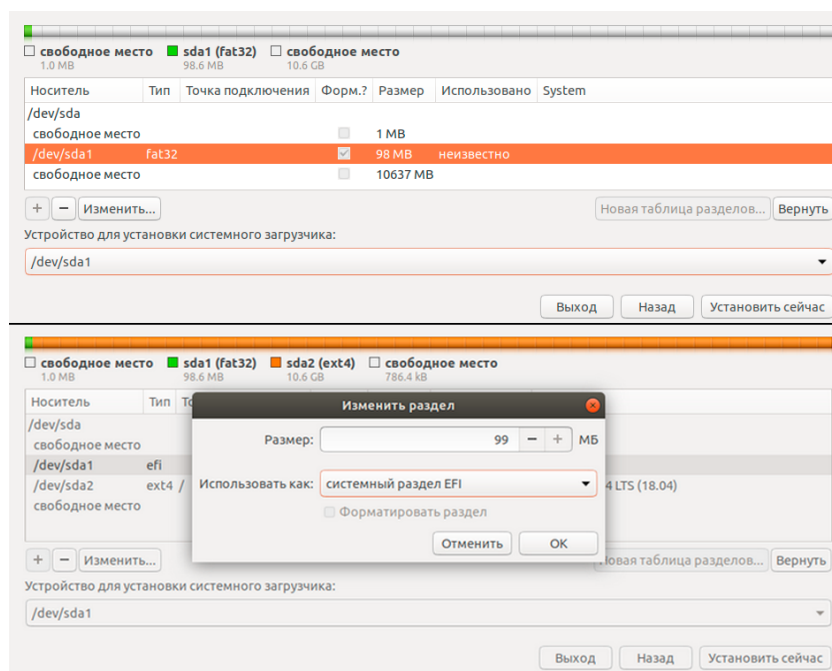 свободное место sda1 (fat32) свободное место
1.0 MB 98.6 MB 10.6 GB
Носитель Тип Точка подключения Форм.? Размер Использовано System
/dev/sda
свободное место 1 MB
/dev/sda1 fat32 98 MB неизвестно
свободное место 10637 MB
+ − Изменить... Новая таблица разделов... Вернуть
Устройство для установки системного загрузчика:
/dev/sda1
Выход Назад Установить сейчас
свободное место sda1 (fat32) sda2 (ext4) свободное место
1.0 MB 98.6 MB 10.6 GB 786.4 kB
Носитель Тип
/dev/sda
свободное место
/dev/sda1 efi
/dev/sda2 ext4 / 4 LTS (18.04)
свободное место
Изменить раздел
Размер: 99 − + МБ
Использовать как: системный раздел EFI
Форматировать раздел
Отменить OK
+ − Изменить... таблица разделов... Вернуть
Устройство для установки системного загрузчика:
/dev/sda1
Выход Назад Установить сейчас